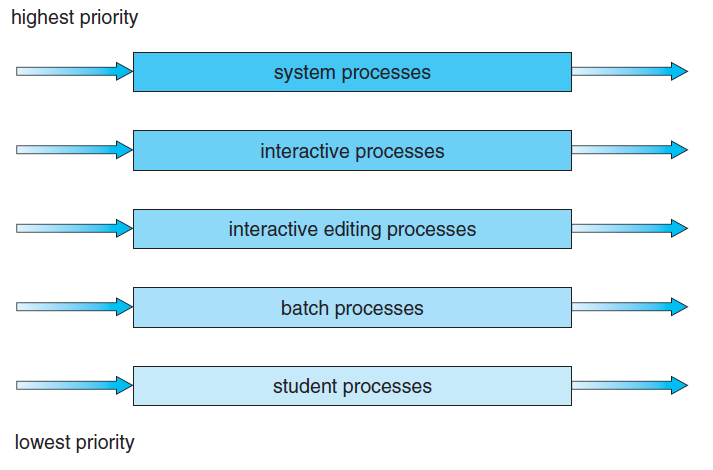 highest priority
system processes
interactive processes
interactive editing processes
batch processes
student processes
lowest priority